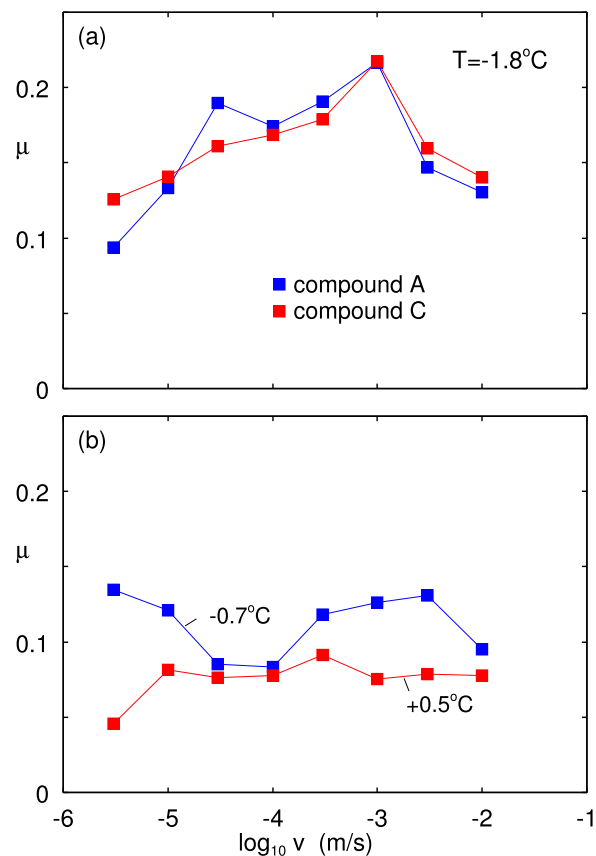 (a)
T=-1.8°C
0.2
μ
0.1
compound A
compound C
0
(b)
0.2
μ
-0.7°C
0.1
+0.5°C
0
-6 -5 -4 -3 -2 -1
log₁₀ v (m/s)